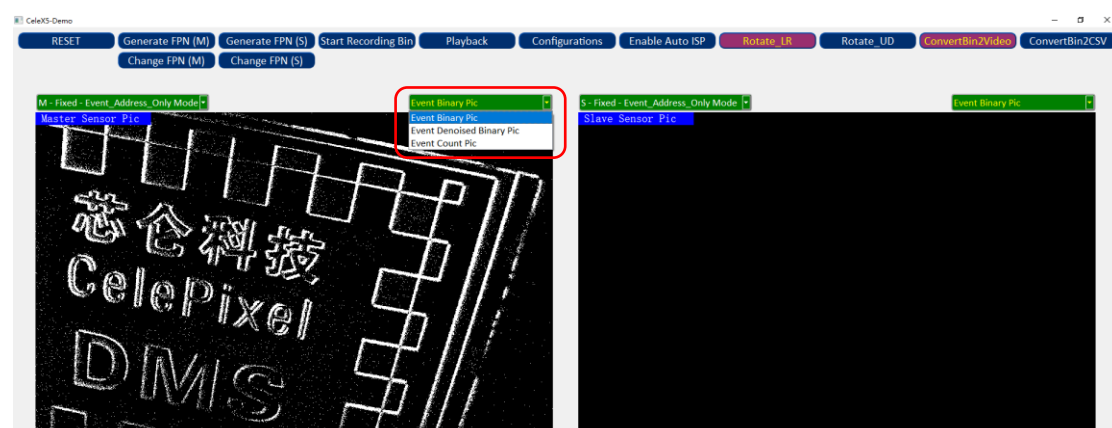 CeleX5-Demo
RESET Generate FPN (M) Generate FPN (S) Start Recording Bin Playback Configurations Enable Auto ISP Rotate_LR Rotate_UD ConvertBin2Video ConvertBin2CSV
Change FPN (M) Change FPN (S)
M - Fixed - Event_Address_Only Mode Event Binary Pic S - Fixed - Event_Address_Only Mode Event Binary Pic
Master Sensor Pic Event Binary Pic Slave Sensor Pic
Event Denoised Binary Pic
Event Count Pic
芯仑科技
CelePixel
DMS